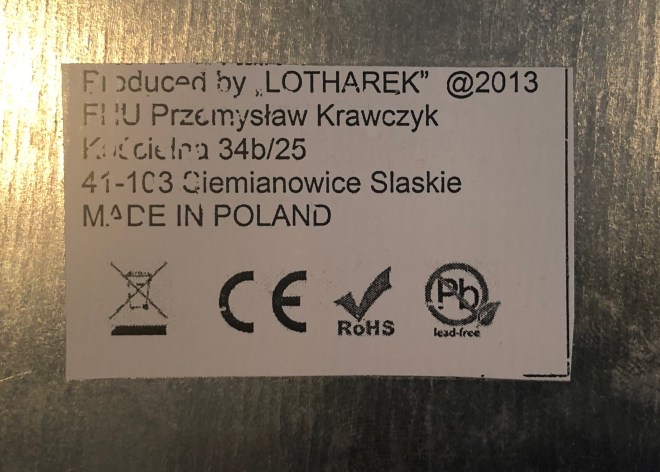 Produced by „LOTHAREK” @2013
FHU Przemysław Krawczyk
Kościelna 34b/25
41-103 Siemianowice Slaskie
MADE IN POLAND
CE
RoHS
Pb
lead-free